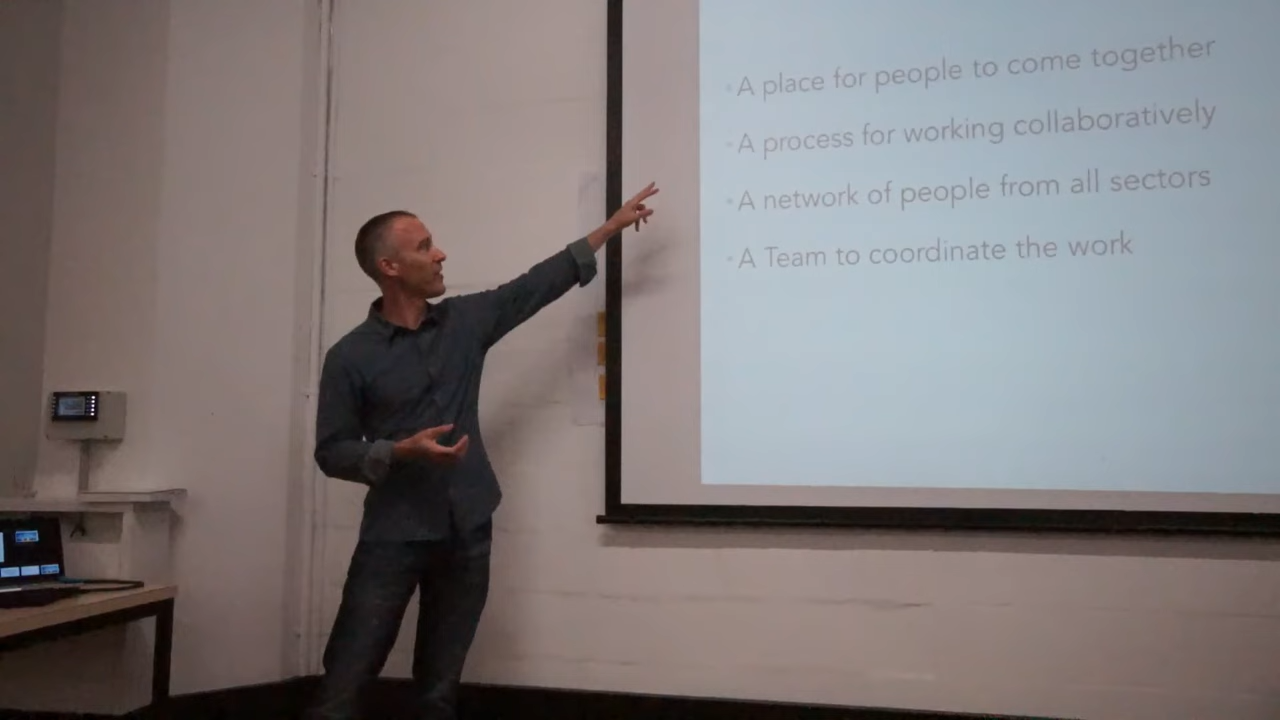 • A place for people to come together
• A process for working collaboratively
• A network of people from all sectors
• A Team to coordinate the work